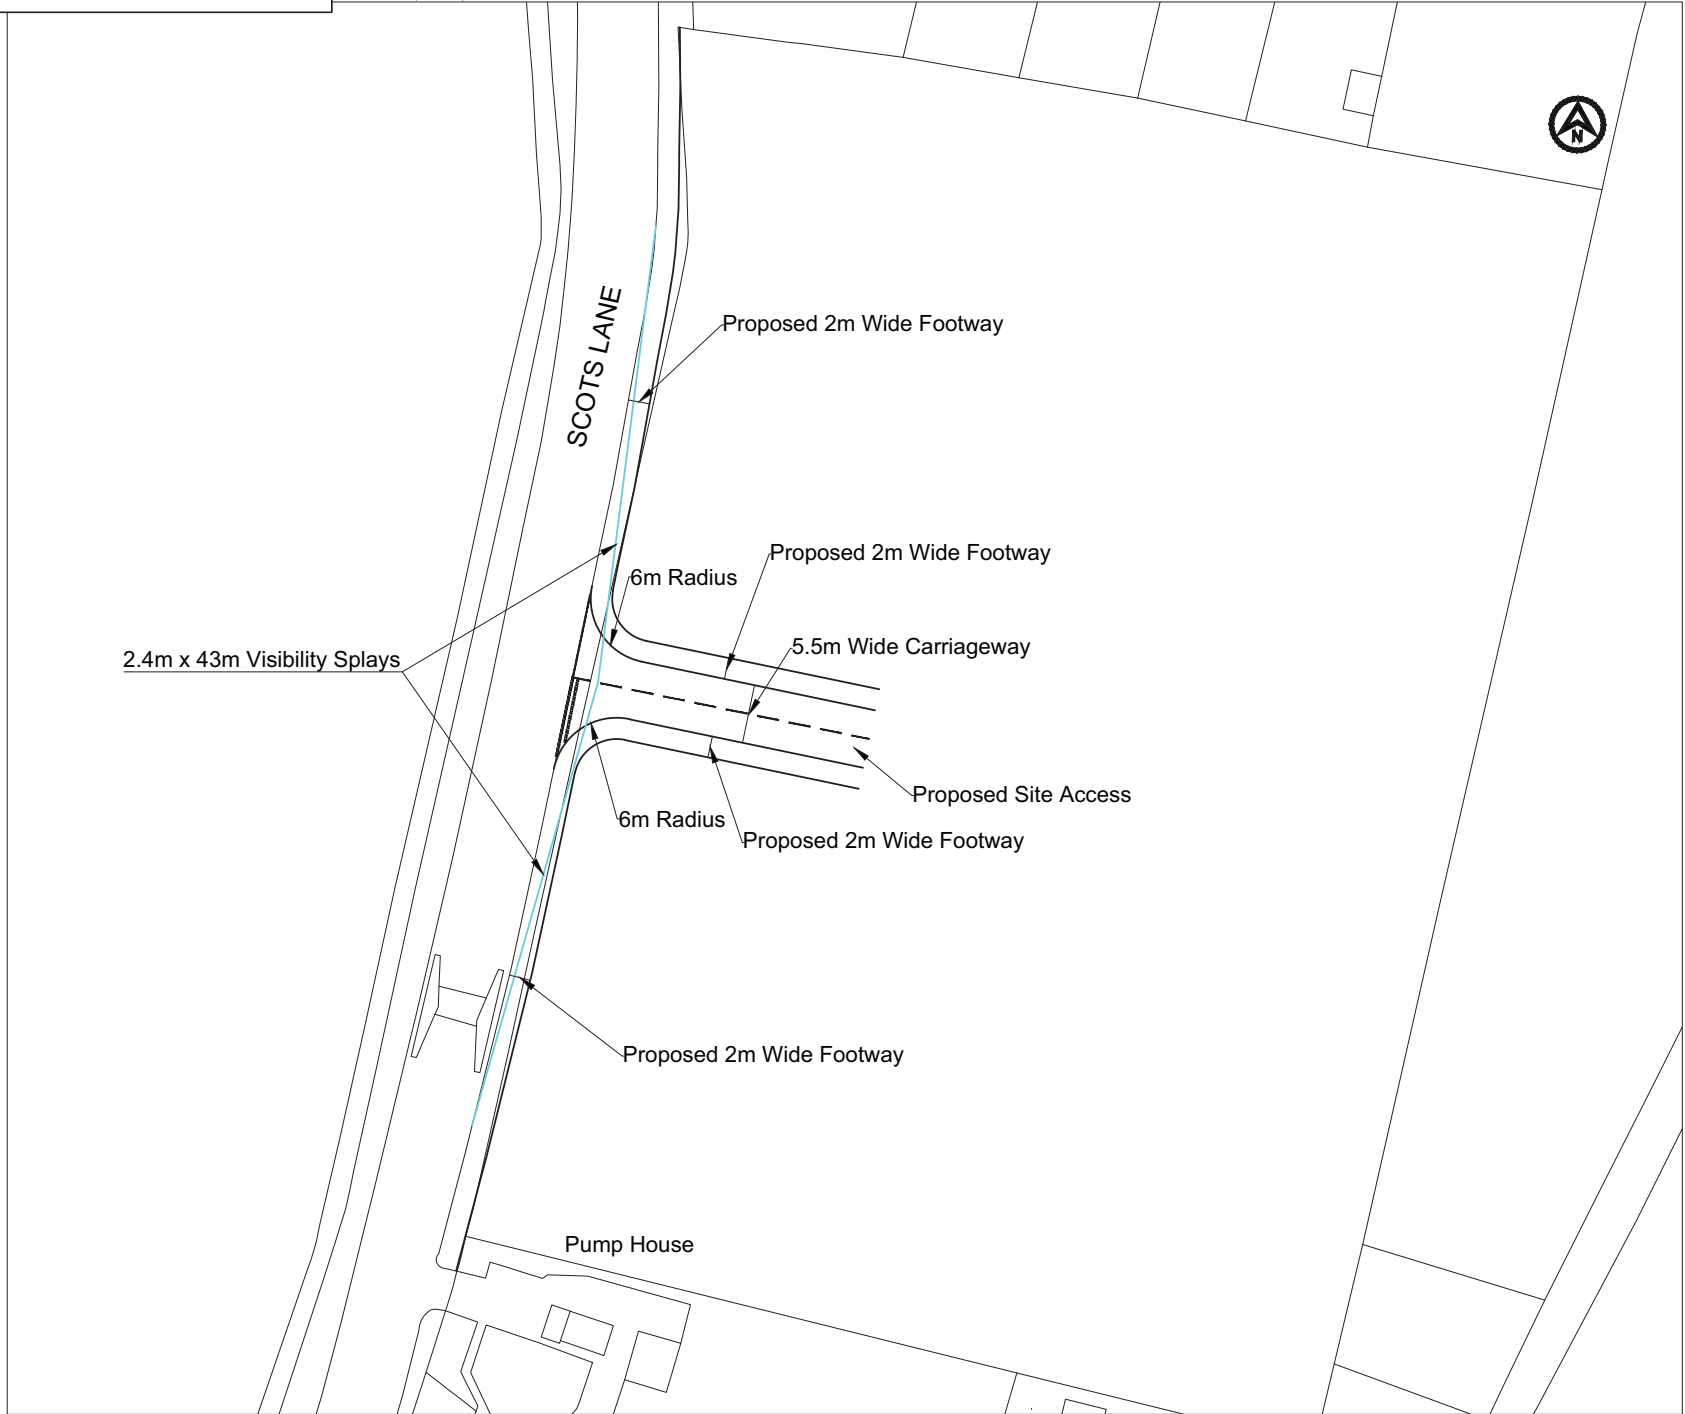 N
Proposed 2m Wide Footway
SCOTS LANE
Proposed 2m Wide Footway
6m Radius
5.5m Wide Carriageway
2.4m x 43m Visibility Splays
Proposed Site Access
6m Radius
Proposed 2m Wide Footway
Proposed 2m Wide Footway
Pump House